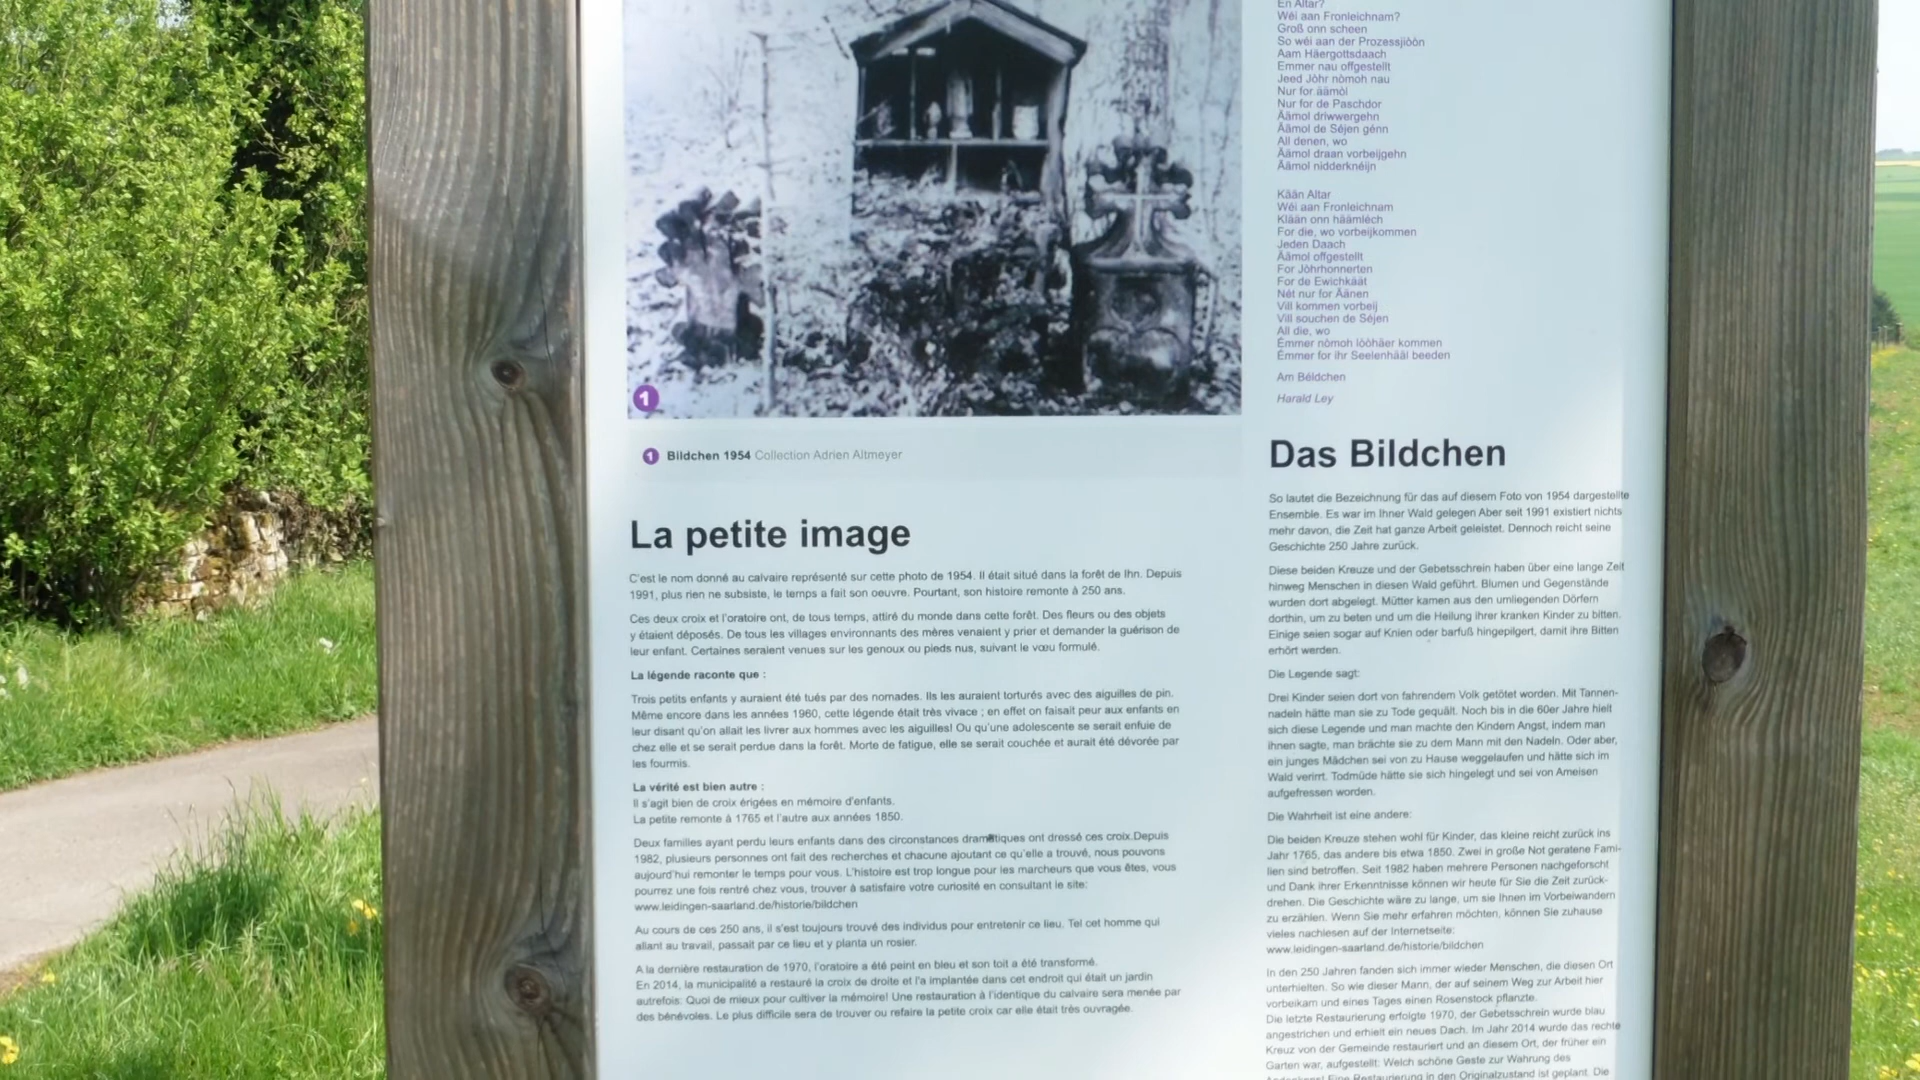 1
1 Bildchen 1954 Collection Adrien Altmeyer
La petite image
C'est le nom donné au calvaire représenté sur cette photo de 1954. Il était situé dans la forêt de Ihn. Depuis
1991, plus rien ne subsiste, le temps a fait son oeuvre. Pourtant, son histoire remonte à 250 ans.
Ces deux croix et l'oratoire ont, de tous temps, attiré du monde dans cette forêt. Des fleurs ou des objets
y étaient déposés. De tous les villages environnants des mères venaient y prier et demander la guérison de
leur enfant. Certaines seraient venues sur les genoux ou pieds nus, suivant le vœu formulé.
La légende raconte que :
Trois petits enfants y auraient été tués par des nomades. Ils les auraient torturés avec des aiguilles de pin.
Même encore dans les années 1960, cette légende était très vivace ; en effet on faisait peur aux enfants en
leur disant qu'on allait les livrer aux hommes avec les aiguilles! Ou qu'une adolescente se serait enfuie de
chez elle et se serait perdue dans la forêt. Morte de fatigue, elle se serait couchée et aurait été dévorée par
les fourmis.
La vérité est bien autre :
Il s'agit bien de croix érigées en mémoire d'enfants.
La petite remonte à 1765 et l'autre aux années 1850.
Deux familles ayant perdu leurs enfants dans des circonstances dramatiques ont dressé ces croix.Depuis
1982, plusieurs personnes ont fait des recherches et chacune ajoutant ce qu'elle a trouvé, nous pouvons
aujourd'hui remonter le temps pour vous. L'histoire est trop longue pour les marcheurs que vous êtes, vous
pourrez une fois rentré chez vous, trouver à satisfaire votre curiosité en consultant le site:
www.leidingen-saarland.de/historie/bildchen
Au cours de ces 250 ans, il s'est toujours trouvé des individus pour entretenir ce lieu. Tel cet homme qui
allant au travail, passait par ce lieu et y planta un rosier.
A la dernière restauration de 1970, l'oratoire a été peint en bleu et son toit a été transformé.
En 2014, la municipalité a restauré la croix de droite et l'a implantée dans cet endroit qui était un jardin
autrefois: Quoi de mieux pour cultiver la mémoire! Une restauration à l'identique du calvaire sera menée par
des bénévoles. Le plus difficile sera de trouver ou refaire la petite croix car elle était très ouvragée.
En Altar?
Wéi aan Fronleichnam?
Groß onn scheen
So wéi aan der Prozessjiòòn
Aam Häergottsdaach
Emmer nau offgestellt
Jeed Jòhr nòmoh nau
Nur for äämòl
Nur for de Paschdor
Äämol driwwergehn
Äämol de Séjen génn
All denen, wo
Äämol draan vorbeijgehn
Äämol nidderknéijn
Kään Altar
Wéi aan Fronleichnam
Klään onn häämléch
For die, wo vorbeijkommen
Jeden Daach
Äämol offgestellt
For Jòhrhonnerten
For de Ewichkäät
Nét nur for Äänen
Vill kommen vorbeij
Vill souchen de Séjen
All die, wo
Émmer nòmoh lòòhäer kommen
Émmer for ihr Seelenhääl beeden
Am Béldchen
Harald Ley
Das Bildchen
So lautet die Bezeichnung für das auf diesem Foto von 1954 dargestellte
Ensemble. Es war im Ihner Wald gelegen Aber seit 1991 existiert nichts
mehr davon, die Zeit hat ganze Arbeit geleistet. Dennoch reicht seine
Geschichte 250 Jahre zurück.
Diese beiden Kreuze und der Gebetsschrein haben über eine lange Zeit
hinweg Menschen in diesen Wald geführt. Blumen und Gegenstände
wurden dort abgelegt. Mütter kamen aus den umliegenden Dörfern
dorthin, um zu beten und um die Heilung ihrer kranken Kinder zu bitten.
Einige seien sogar auf Knien oder barfuß hingepilgert, damit ihre Bitten
erhört werden.
Die Legende sagt:
Drei Kinder seien dort von fahrendem Volk getötet worden. Mit Tannen-
nadeln hätte man sie zu Tode gequält. Noch bis in die 60er Jahre hielt
sich diese Legende und man machte den Kindern Angst, indem man
ihnen sagte, man brächte sie zu dem Mann mit den Nadeln. Oder aber,
ein junges Mädchen sei von zu Hause weggelaufen und hätte sich im
Wald verirrt. Todmüde hätte sie sich hingelegt und sei von Ameisen
aufgefressen worden.
Die Wahrheit ist eine andere:
Die beiden Kreuze stehen wohl für Kinder, das kleine reicht zurück ins
Jahr 1765, das andere bis etwa 1850. Zwei in große Not geratene Fami-
lien sind betroffen. Seit 1982 haben mehrere Personen nachgeforscht
und Dank ihrer Erkenntnisse können wir heute für Sie die Zeit zurück-
drehen. Die Geschichte wäre zu lange, um sie Ihnen im Vorbeiwandern
zu erzählen. Wenn Sie mehr erfahren möchten, können Sie zuhause
vieles nachlesen auf der Internetseite:
www.leidingen-saarland.de/historie/bildchen
In den 250 Jahren fanden sich immer wieder Menschen, die diesen Ort
unterhielten. So wie dieser Mann, der auf seinem Weg zur Arbeit hier
vorbeikam und eines Tages einen Rosenstock pflanzte.
Die letzte Restaurierung erfolgte 1970, der Gebetsschrein wurde blau
angestrichen und erhielt ein neues Dach. Im Jahr 2014 wurde das rechte
Kreuz von der Gemeinde restauriert und an diesem Ort, der früher ein
Garten war, aufgestellt: Welch schöne Geste zur Wahrung des
Restaurierung in den Originalzustand ist geplant. Die